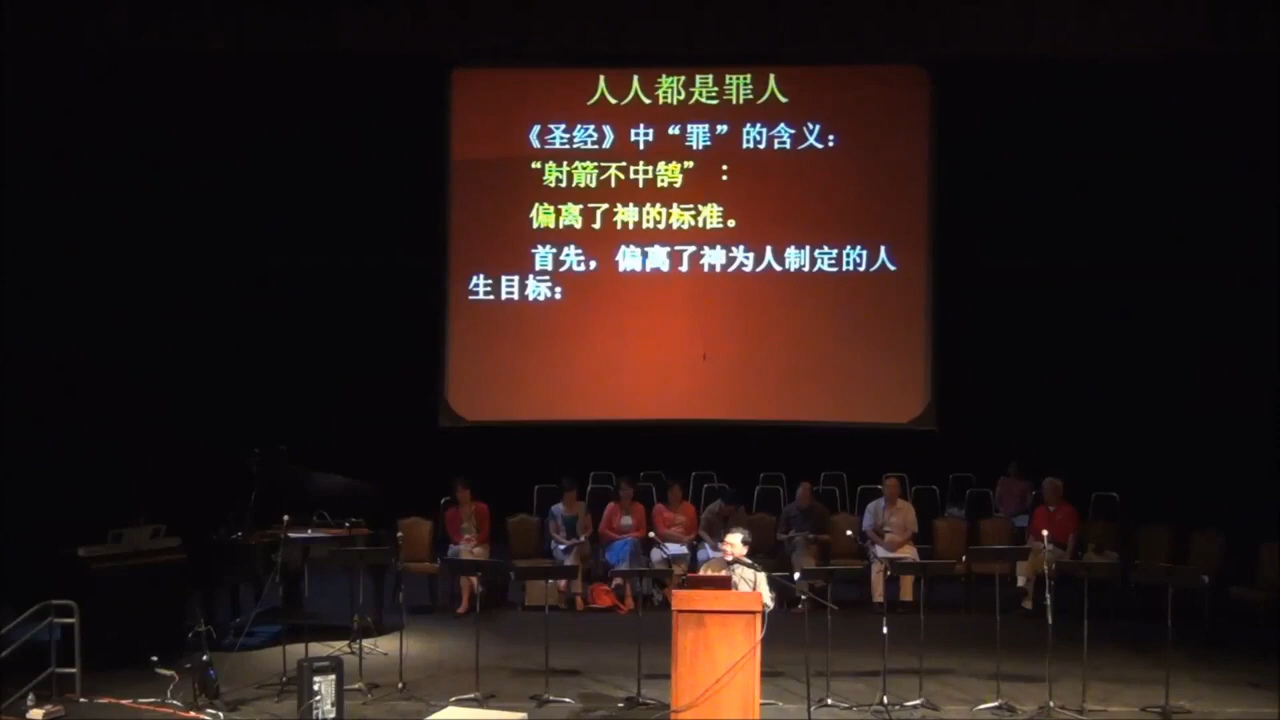 人人都是罪人
《圣经》中“罪”的含义：
“射箭不中鹄”：
偏离了神的标准。
首先，偏离了神为人制定的人
生目标：